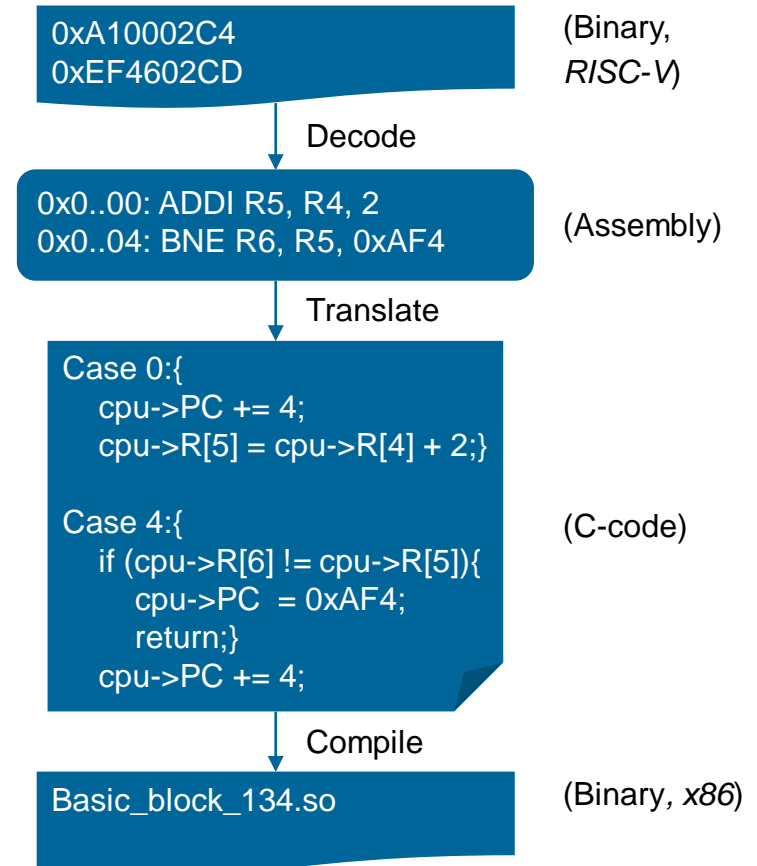 0xA10002C4
0xEF4602CD
(Binary,
RISC-V)
Decode
0x0..00: ADDI R5, R4, 2
0x0..04: BNE R6, R5, 0xAF4
(Assembly)
Translate
Case 0:{
cpu->PC += 4;
cpu->R[5] = cpu->R[4] + 2;}
Case 4:{
if (cpu->R[6] != cpu->R[5]){
cpu->PC  = 0xAF4;
return;}
cpu->PC += 4;
(C-code)
Compile
Basic_block_134.so
(Binary, x86)